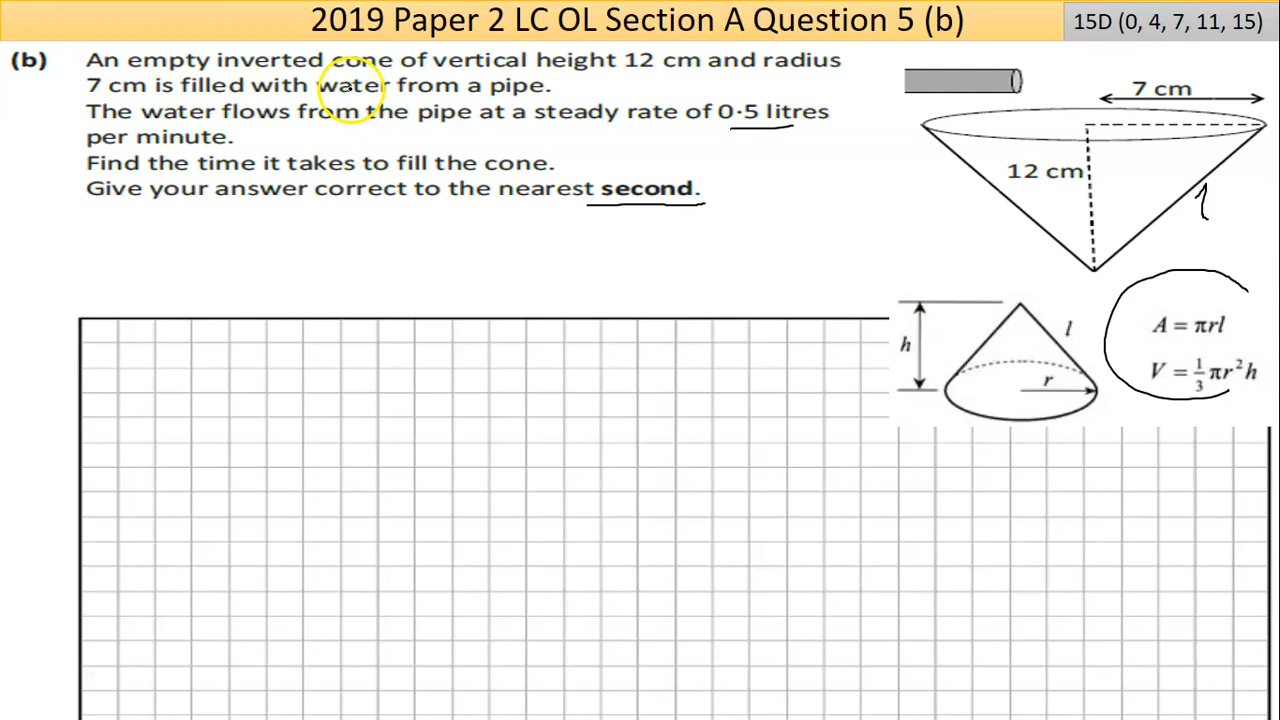 2019 Paper 2 LC OL Section A Question 5 (b)
15D (0, 4, 7, 11, 15)
(b) An empty inverted cone of vertical height 12 cm and radius
7 cm is filled with water from a pipe.
The water flows from the pipe at a steady rate of 0·5 litres
per minute.
Find the time it takes to fill the cone.
Give your answer correct to the nearest second.
7 cm
12 cm
l
h
l
r
A = πrl
V = 1/3 πr²h